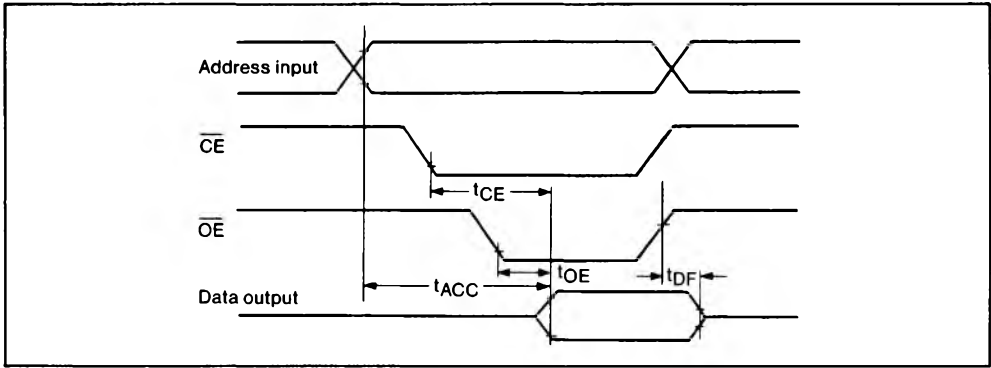 Address input
CE
tCE
OE
tOE
tDF
tACC
Data output